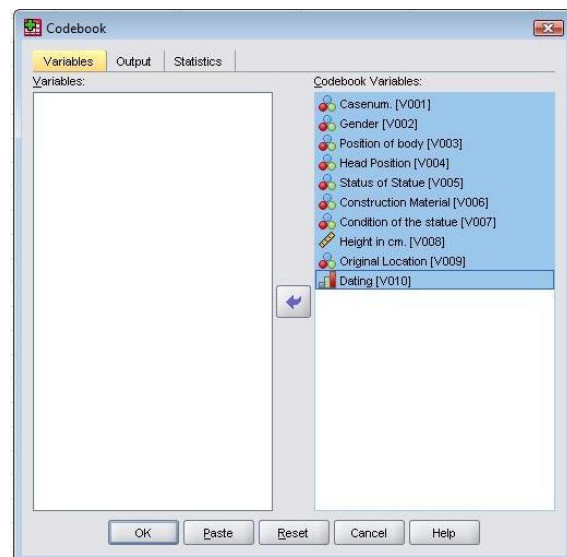 Codebook
Variables Output Statistics
Variables:
Codebook Variables:
Casenum. [V001]
Gender [V002]
Position of body [V003]
Head Position [V004]
Status of Statue [V005]
Construction Material [V006]
Condition of the statue [V007]
Height in cm. [V008]
Original Location [V009]
Dating [V010]
OK Paste Reset Cancel Help